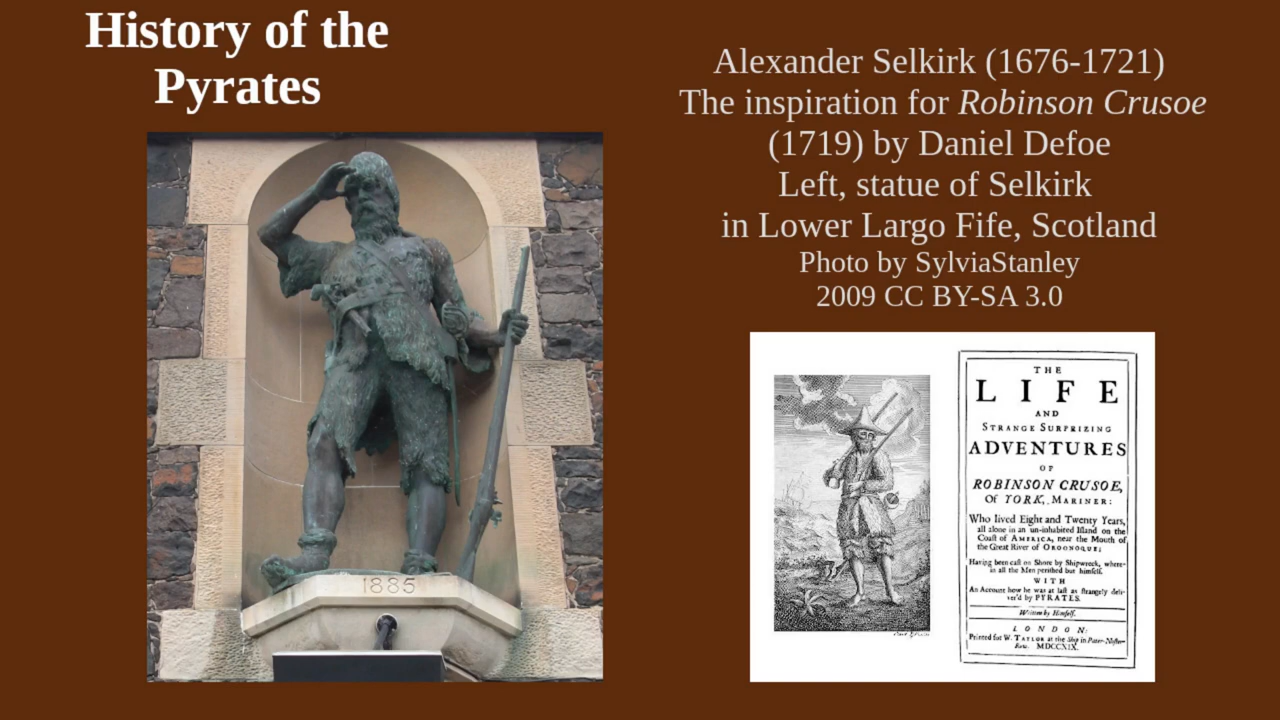 History of the
Pyrates
Alexander Selkirk (1676-1721)
The inspiration for Robinson Crusoe
(1719) by Daniel Defoe
Left, statue of Selkirk
in Lower Largo Fife, Scotland
Photo by SylviaStanley
2009 CC BY-SA 3.0
1885
THE
LIFE
AND
STRANGE SURPRIZING
ADVENTURES
OF
ROBINSON CRUSOE,
Of YORK, MARINER:
Who lived Eight and Twenty Years,
all alone in an un-inhabited Island on the
Coast of AMERICA, near the Mouth of
the Great River of OROONOQUE;
Having been cast on Shore by Shipwreck, where-
in all the Men perished but himself.
WITH
An Account how he was at last as strangely deli-
ver'd by PYRATES.
Written by Himself.
LONDON:
Printed for W. TAYLOR at the Ship in Pater-Noster-
Row. MDCCXIX.